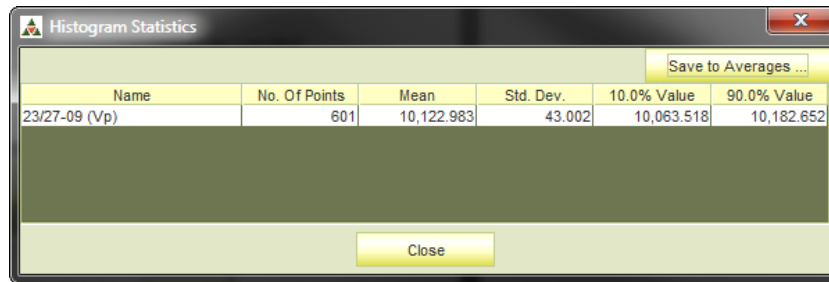 Histogram Statistics
Save to Averages ...
Name No. Of Points Mean Std. Dev. 10.0% Value 90.0% Value
23/27-09 (Vp) 601 10,122.983 43.002 10,063.518 10,182.652
Close